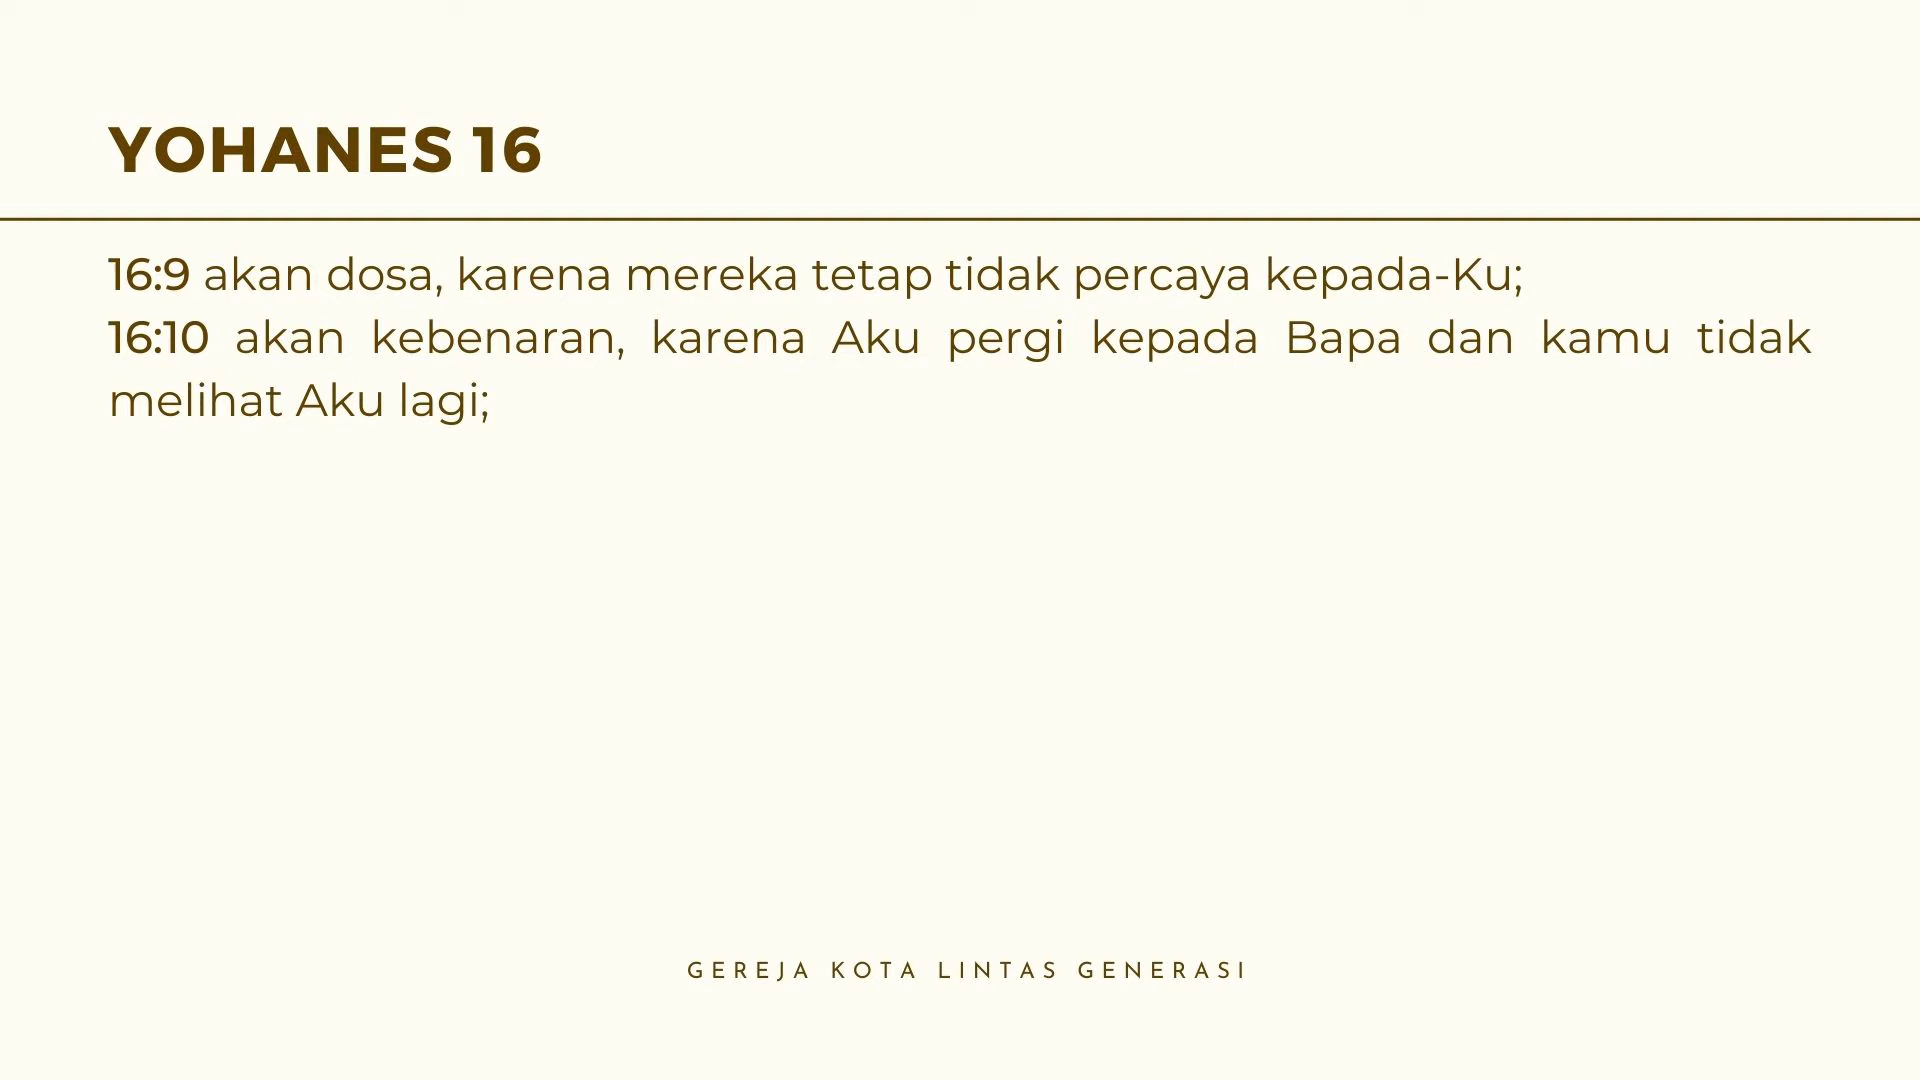 YOHANES 16
16:9 akan dosa, karena mereka tetap tidak percaya kepada-Ku;
16:10 akan kebenaran, karena Aku pergi kepada Bapa dan kamu tidak
melihat Aku lagi;
GEREJA KOTA LINTAS GENERASI